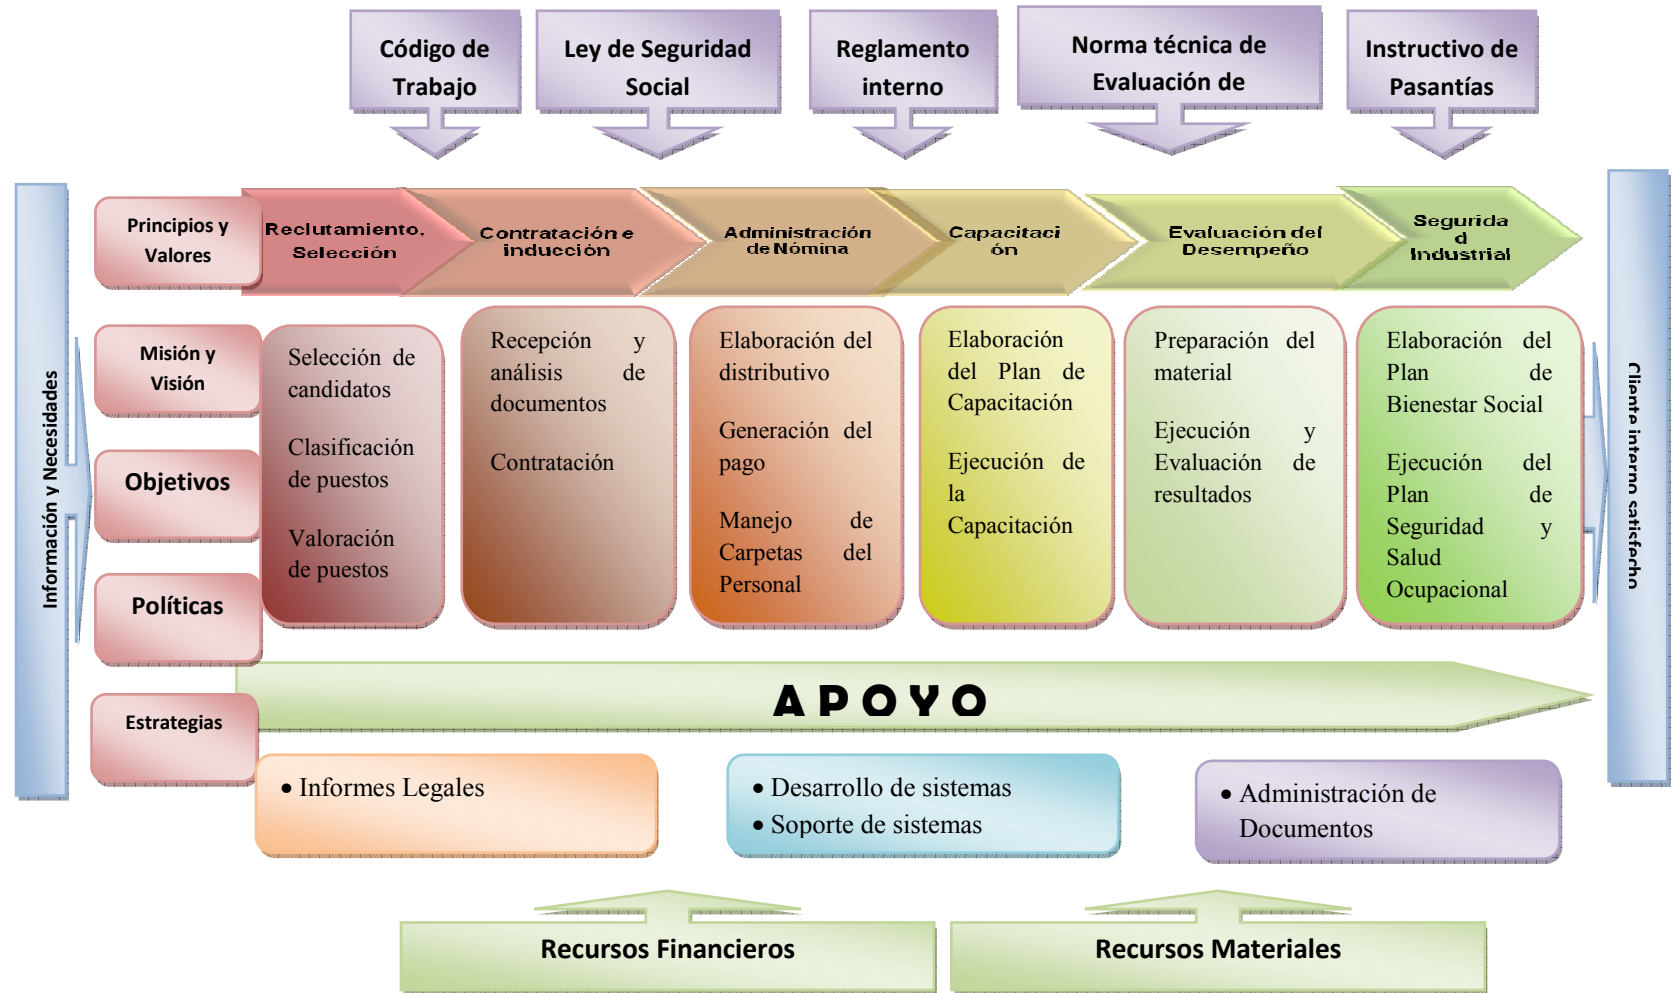 Código de
Trabajo
Ley de Seguridad
Social
Reglamento
interno
Norma técnica de
Evaluación de
Instructivo de
Pasantías
Información y Necesidades
Principios y
Valores
Misión y
Visión
Objetivos
Políticas
Estrategias
Reclutamiento,
Selección
Contratación e
inducción
Administración
de Nómina
Capacitaci
ón
Evaluación del
Desempeño
Segurida
d
Industrial
Selección de
candidatos
Clasificación
de puestos
Valoración
de puestos
Recepción y
análisis de
documentos
Contratación
Elaboración del
distributivo
Generación del
pago
Manejo de
Carpetas del
Personal
Elaboración
del Plan de
Capacitación
Ejecución de
la
Capacitación
Preparación del
material
Ejecución y
Evaluación de
resultados
Elaboración del
Plan de
Bienestar Social
Ejecución del
Plan de
Seguridad y
Salud
Ocupacional
Cliente interno satisfecho
APOYO
• Informes Legales
• Desarrollo de sistemas
• Soporte de sistemas
• Administración de
Documentos
Recursos Financieros
Recursos Materiales